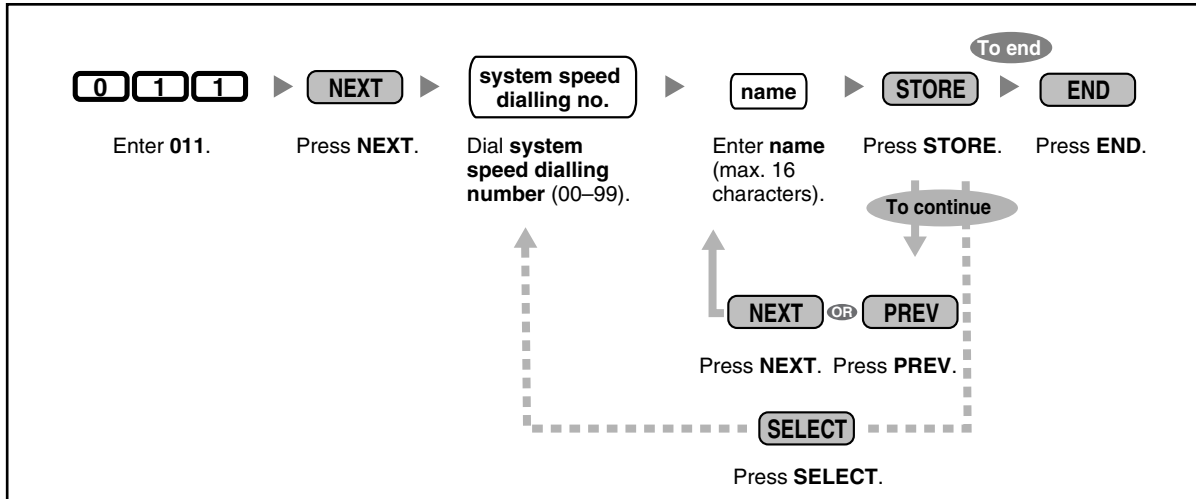 To end
0 1 1
NEXT
system speed
dialling no.
name
STORE
END
Enter 011.
Press NEXT.
Dial system
speed dialling
number (00–99).
Enter name
(max. 16
characters).
Press STORE.
Press END.
To continue
NEXT
OR
PREV
Press NEXT.
Press PREV.
SELECT
Press SELECT.